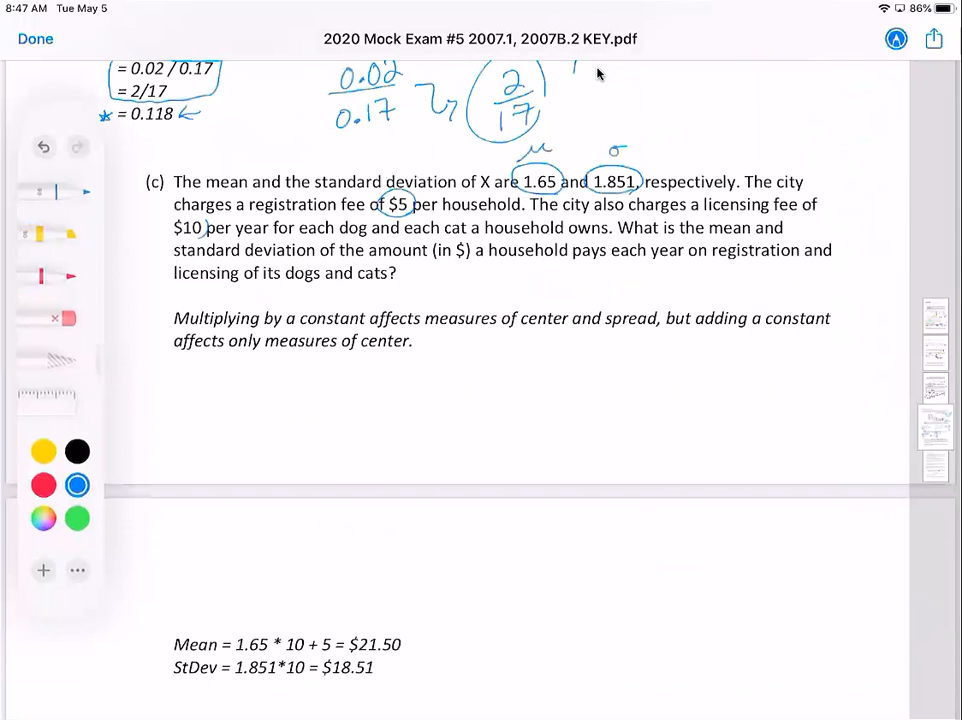 8:47 AM Tue May 5
86%
Done
2020 Mock Exam #5 2007.1, 2007B.2 KEY.pdf
= 0.02 / 0.17
= 2/17
= 0.118
0.02
0.17
2
17
μ σ
(c) The mean and the standard deviation of X are 1.65 and 1.851, respectively. The city
charges a registration fee of $5 per household. The city also charges a licensing fee of
$10 per year for each dog and each cat a household owns. What is the mean and
standard deviation of the amount (in $) a household pays each year on registration and
licensing of its dogs and cats?
Multiplying by a constant affects measures of center and spread, but adding a constant
affects only measures of center.
Mean = 1.65 * 10 + 5 = $21.50
StDev = 1.851*10 = $18.51